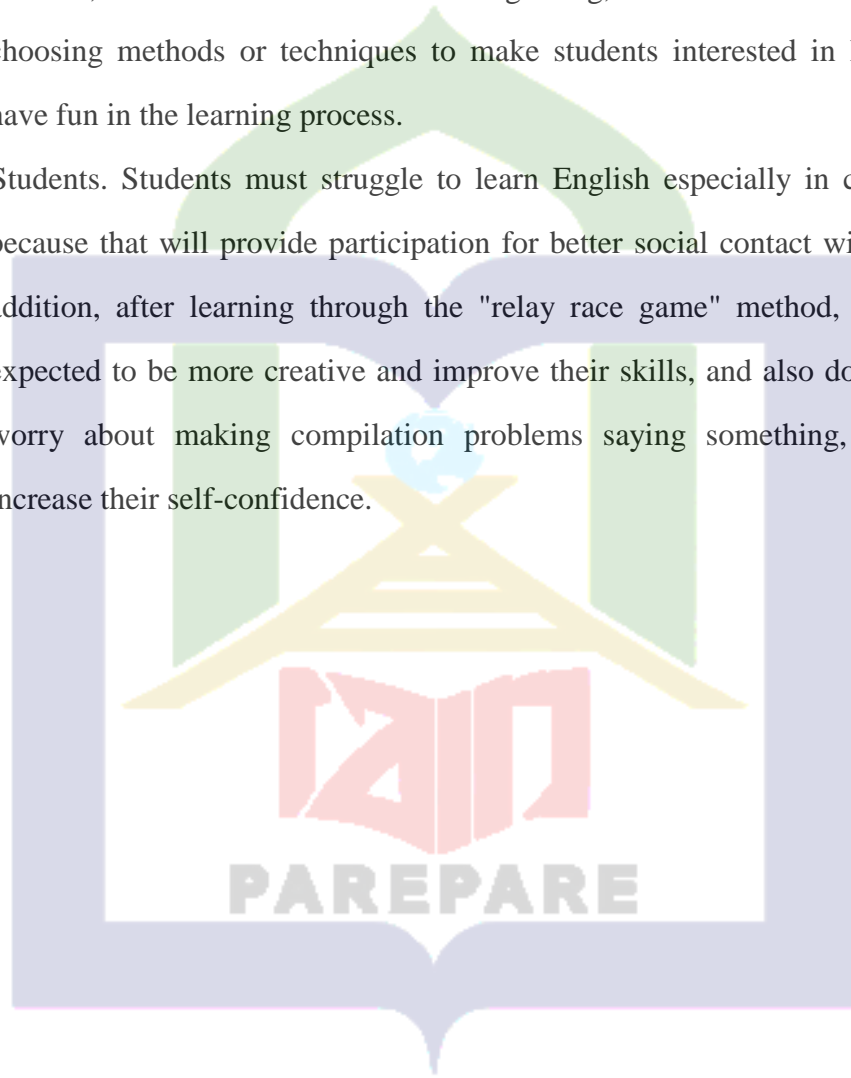 choosing methods or techniques to make students interested in
have fun in the learning process.
Students. Students must struggle to learn English especially in
because that will provide participation for better social contact
addition, after learning through the "relay race game" method,
expected to be more creative and improve their skills, and also
worry about making compilation problems saying something,
increase their self-confidence.
PAREPARE